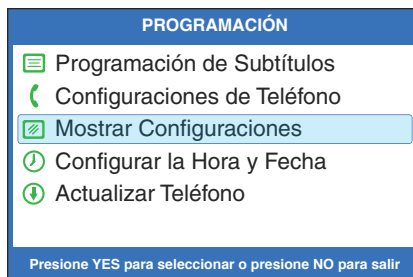 PROGRAMACIÓN
Programación de Subtítulos
Configuraciones de Teléfono
Mostrar Configuraciones
Configurar la Hora y Fecha
Actualizar Teléfono
Presione YES para seleccionar o presione NO para salir